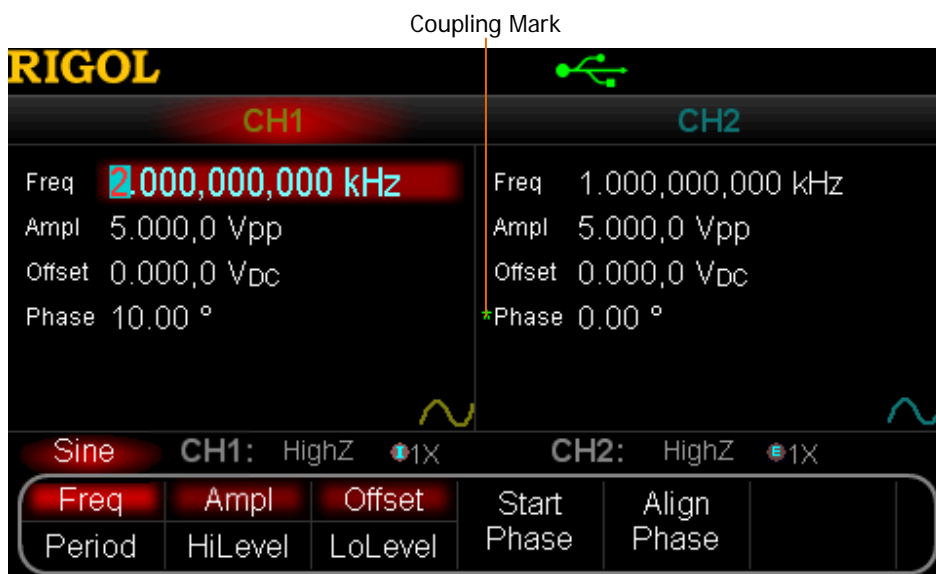 Coupling Mark
RIGOL
CH1 CH2
Freq 2.000,000,000 kHz Freq 1.000,000,000 kHz
Ampl 5.000,0 Vpp Ampl 5.000,0 Vpp
Offset 0.000,0 VDC Offset 0.000,0 VDC
Phase 10.00 ° *Phase 0.00 °
Sine CH1: HighZ I 1X CH2: HighZ E 1X
Freq Ampl Offset Start Phase Align Phase
Period HiLevel LoLevel